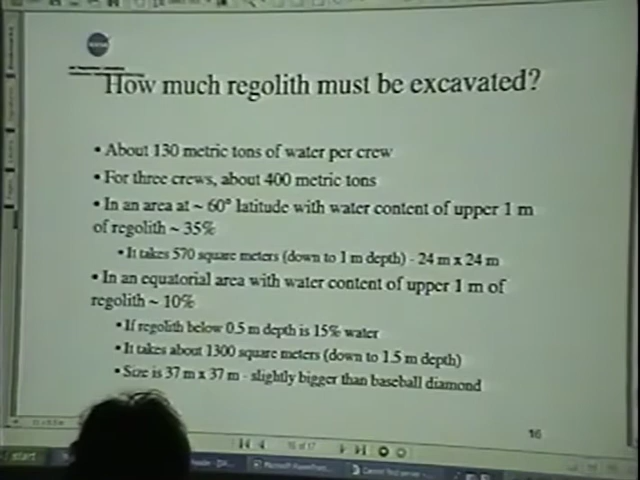 How much regolith must be excavated?
• About 130 metric tons of water per crew
• For three crews, about 400 metric tons
• In an area at ~ 60° latitude with water content of upper 1 m
of regolith ~ 35%
• It takes 570 square meters (down to 1 m depth) - 24 m x 24 m
• In an equatorial area with water content of upper 1 m of
regolith ~ 10%
• If regolith below 0.5 m depth is 15% water
• It takes about 1300 square meters (down to 1.5 m depth)
• Size is 37 m x 37 m - slightly bigger than baseball diamond
16
16 of 17
start